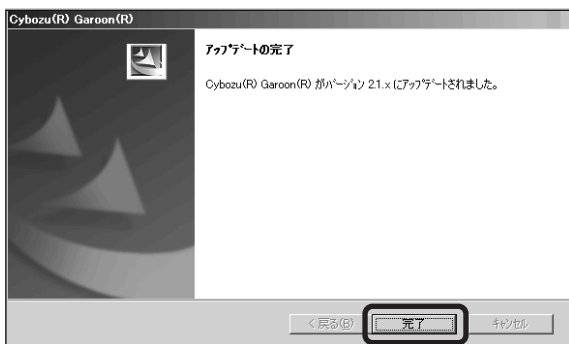 Cybozu(R) Garoon(R)
ｱｯﾌﾟﾃﾞｰﾄの完了
Cybozu(R) Garoon(R) がﾊﾞｰｼﾞｮﾝ 2.1.x にｱｯﾌﾟﾃﾞｰﾄされました。
< 戻る(B)
完了
ｷｬﾝｾﾙ